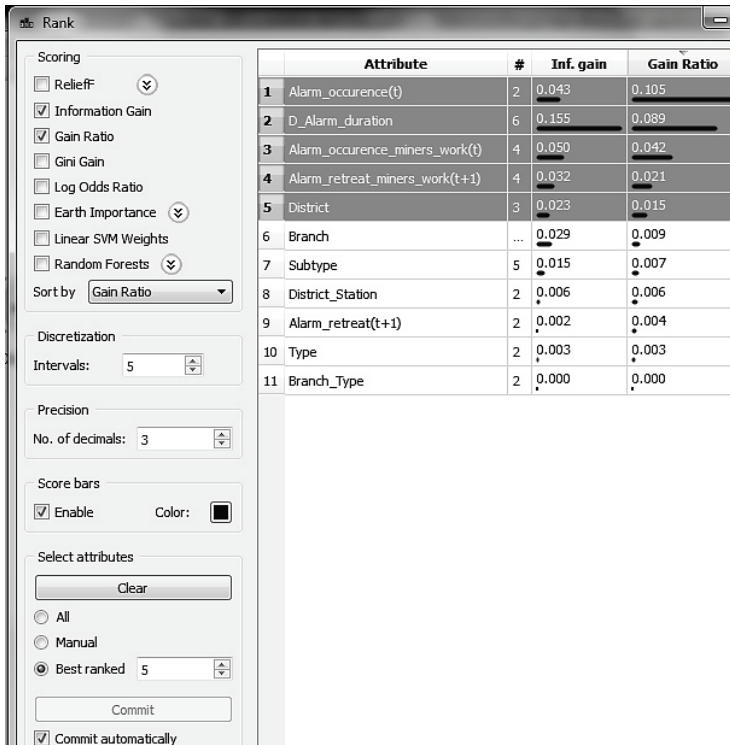 Rank
Scoring
ReliefF
Information Gain
Gain Ratio
Gini Gain
Log Odds Ratio
Earth Importance
Linear SVM Weights
Random Forests
Sort by Gain Ratio
Discretization
Intervals: 5
Precision
No. of decimals: 3
Score bars
Enable Color:
Select attributes
Clear
All
Manual
Best ranked 5
Commit
Commit automatically
Attribute # Inf. gain Gain Ratio
1 Alarm_occurence(t) 2 0.043 0.105
2 D_Alarm_duration 6 0.155 0.089
3 Alarm_occurence_miners_work(t) 4 0.050 0.042
4 Alarm_retreat_miners_work(t+1) 4 0.032 0.021
5 District 3 0.023 0.015
6 Branch ... 0.029 0.009
7 Subtype 5 0.015 0.007
8 District_Station 2 0.006 0.006
9 Alarm_retreat(t+1) 2 0.002 0.004
10 Type 2 0.003 0.003
11 Branch_Type 2 0.000 0.000